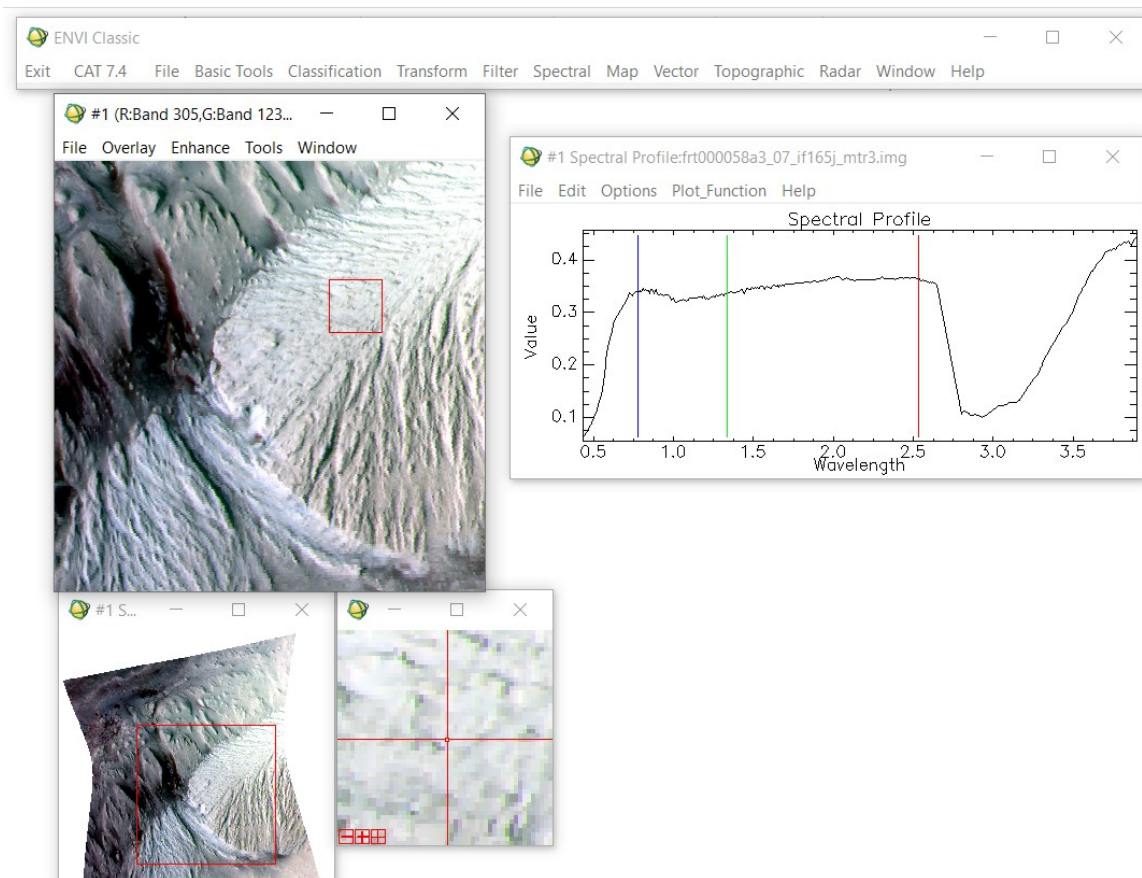 ENVI Classic
Exit CAT 7.4 File Basic Tools Classification Transform Filter Spectral Map Vector Topographic Radar Window Help
#1 (R:Band 305,G:Band 123...
File Overlay Enhance Tools Window
#1 Spectral Profile:frt000058a3_07_if165j_mtr3.img
File Edit Options Plot_Function Help
Spectral Profile
Value
0.4
0.3
0.2
0.1
0.5 1.0 1.5 2.0 2.5 3.0 3.5
Wavelength
#1 S...